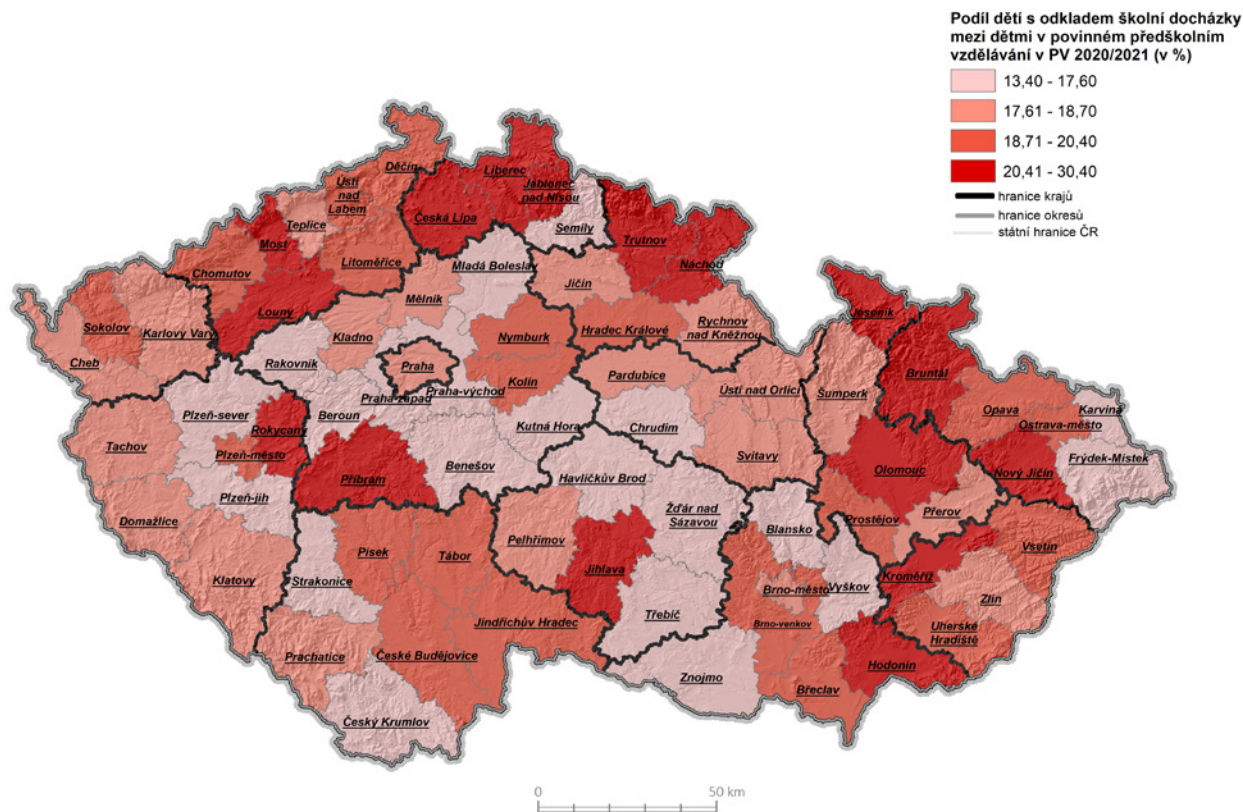 Podíl dětí s odkladem školní docházky
mezi dětmi v povinném předškolním
vzdělávání v PV 2020/2021 (v %)
13,40 - 17,60
17,61 - 18,70
18,71 - 20,40
20,41 - 30,40
hranice krajů
hranice okresů
státní hranice ČR
Děčín
Ústí
nad
Labem
Teplice
Liberec
Jablonec
nad Nisou
Česká Lípa
Semily
Most
Trutnov
Chomutov
Litoměřice
Mladá Boleslav
Náchod
Jičín
Louny
Mělník
Sokolov
Karlovy Vary
Kladno
Nymburk
Hradec Králové
Rychnov
nad Kněžnou
Jeseník
Cheb
Rakovník
Praha
Bruntál
Kolín
Pardubice
Ústí nad Orlicí
Šumperk
Praha-západ
Praha-východ
Plzeň-sever
Beroun
Opava
Karviná
Rokycany
Kutná Hora
Chrudim
Ostrava-město
Tachov
Plzeň-město
Benešov
Svitavy
Olomouc
Nový Jičín
Frýdek-Místek
Příbram
Plzeň-jih
Havlíčkův Brod
Žďár nad
Sázavou
Přerov
Domažlice
Prostějov
Blansko
Pelhřimov
Písek
Tábor
Vsetín
Jihlava
Kroměříž
Klatovy
Strakonice
Brno-město
Vyškov
Zlín
Třebíč
Jindřichův Hradec
Brno-venkov
Uherské
Hradiště
Prachatice
České Budějovice
Hodonín
Znojmo
Břeclav
Český Krumlov
0 50 km